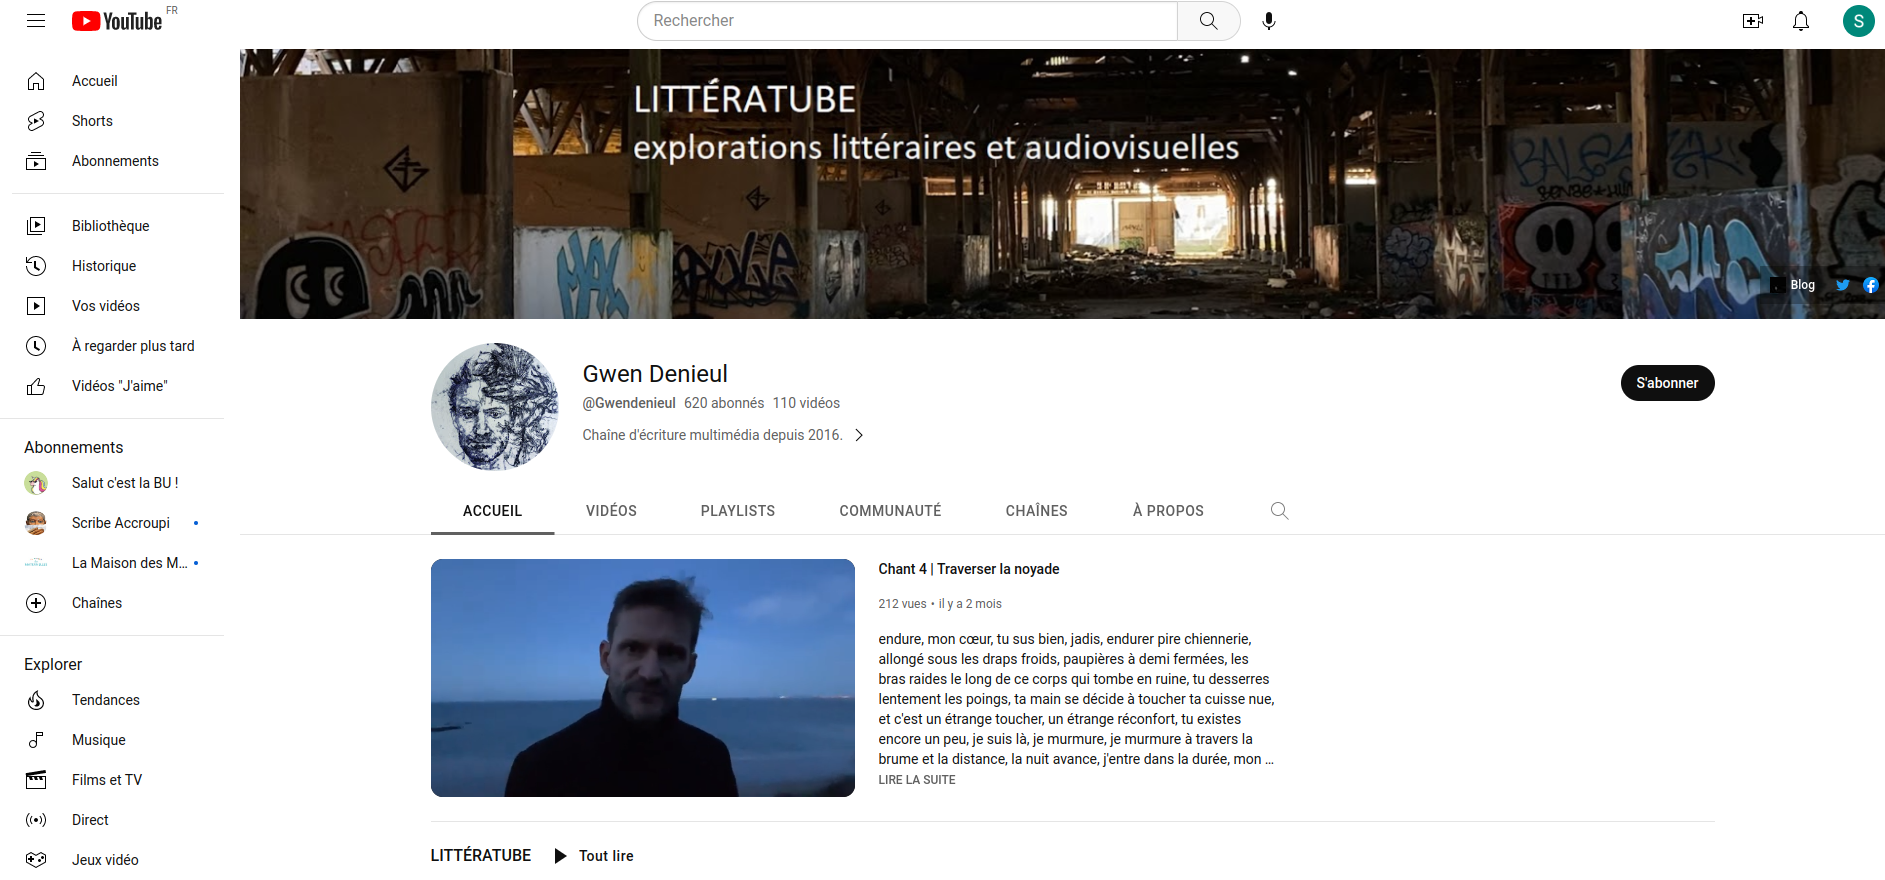 YouTube FR
Rechercher
S
Accueil
Shorts
Abonnements
Bibliothèque
Historique
Vos vidéos
À regarder plus tard
Vidéos "J'aime"
Abonnements
Salut c'est la BU !
Scribe Accroupi
La Maison des M...
Chaînes
Explorer
Tendances
Musique
Films et TV
Direct
Jeux vidéo
LITTÉRATUBE
explorations littéraires et audiovisuelles
Blog
Gwen Denieul
@Gwendenieul 620 abonnés 110 vidéos
Chaîne d'écriture multimédia depuis 2016.
S'abonner
ACCUEIL VIDÉOS PLAYLISTS COMMUNAUTÉ CHAÎNES À PROPOS
Chant 4 | Traverser la noyade
212 vues • il y a 2 mois
endure, mon cœur, tu sus bien, jadis, endurer pire chiennerie,
allongé sous les draps froids, paupières à demi fermées, les
bras raides le long de ce corps qui tombe en ruine, tu desserres
lentement les poings, ta main se décide à toucher ta cuisse nue,
et c'est un étrange toucher, un étrange réconfort, tu existes
encore un peu, je suis là, je murmure, je murmure à travers la
brume et la distance, la nuit avance, j'entre dans la durée, mon ...
LIRE LA SUITE
LITTÉRATUBE Tout lire